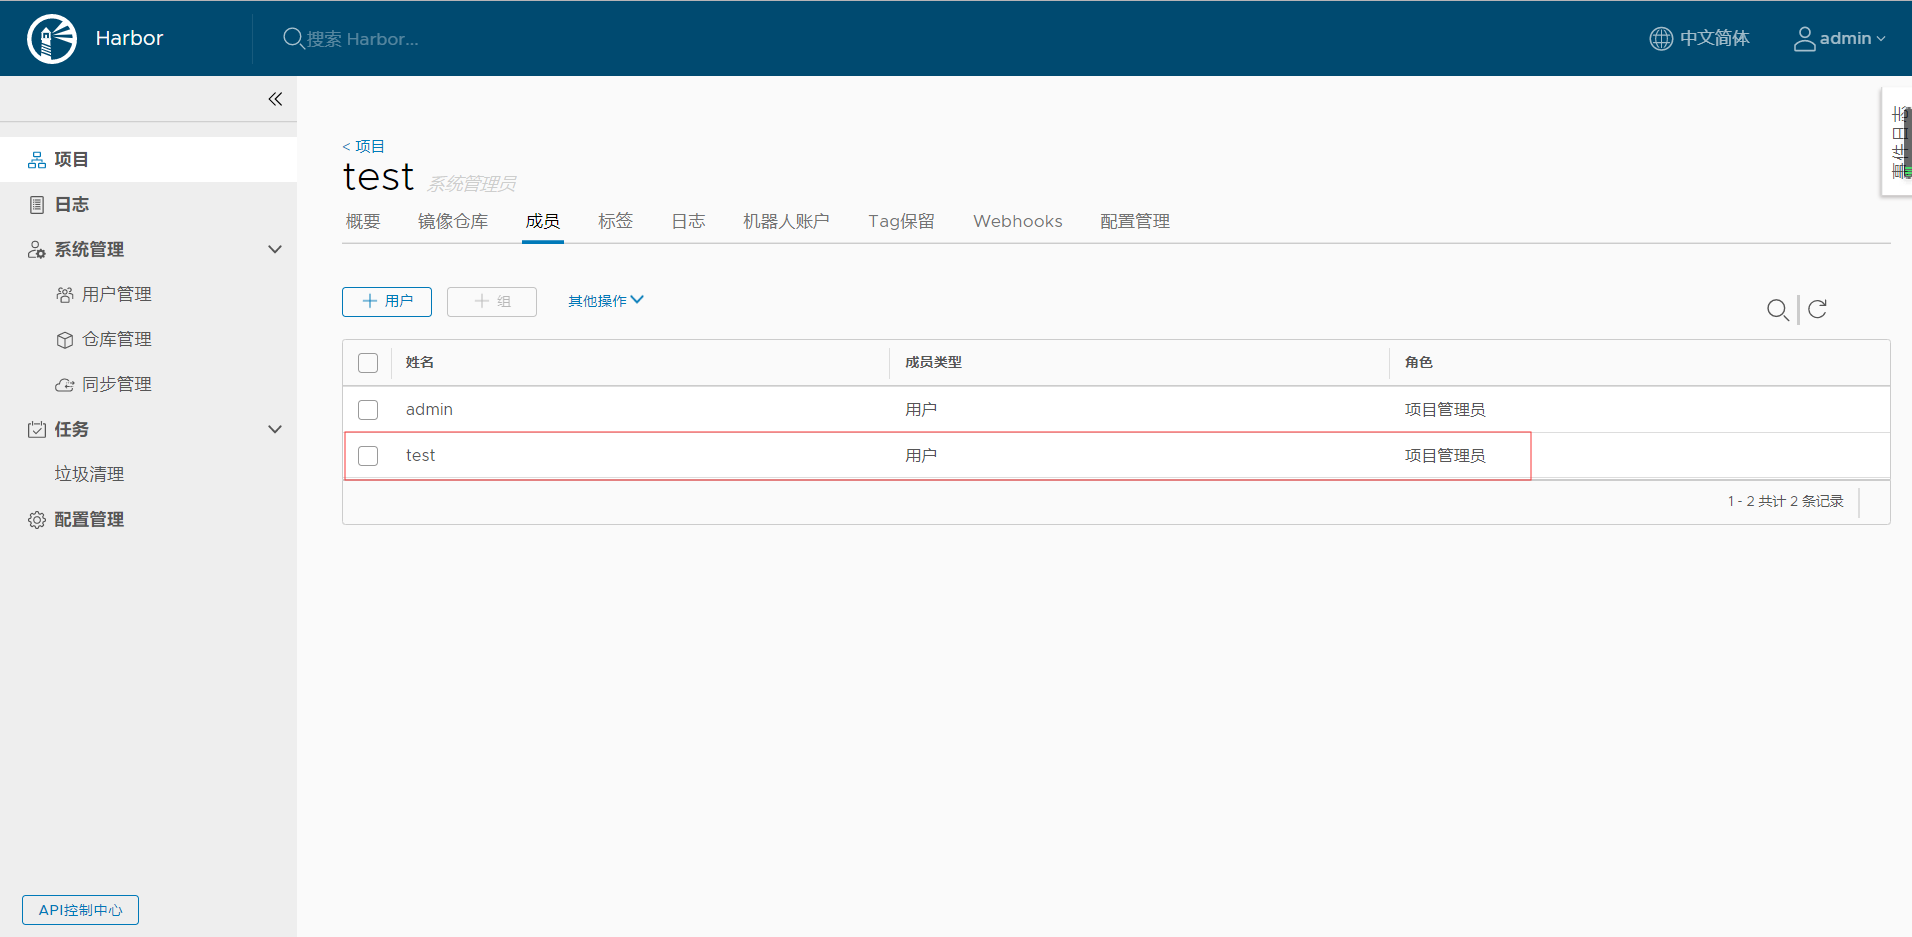 Harbor
搜索 Harbor...
中文简体
admin
事件日志
项目
日志
系统管理
用户管理
仓库管理
同步管理
任务
垃圾清理
配置管理
API控制中心
< 项目
test 系统管理员
概要 镜像仓库 成员 标签 日志 机器人账户 Tag保留 Webhooks 配置管理
用户 组 其他操作
姓名 成员类型 角色
admin 用户 项目管理员
test 用户 项目管理员
1 - 2 共计 2 条记录